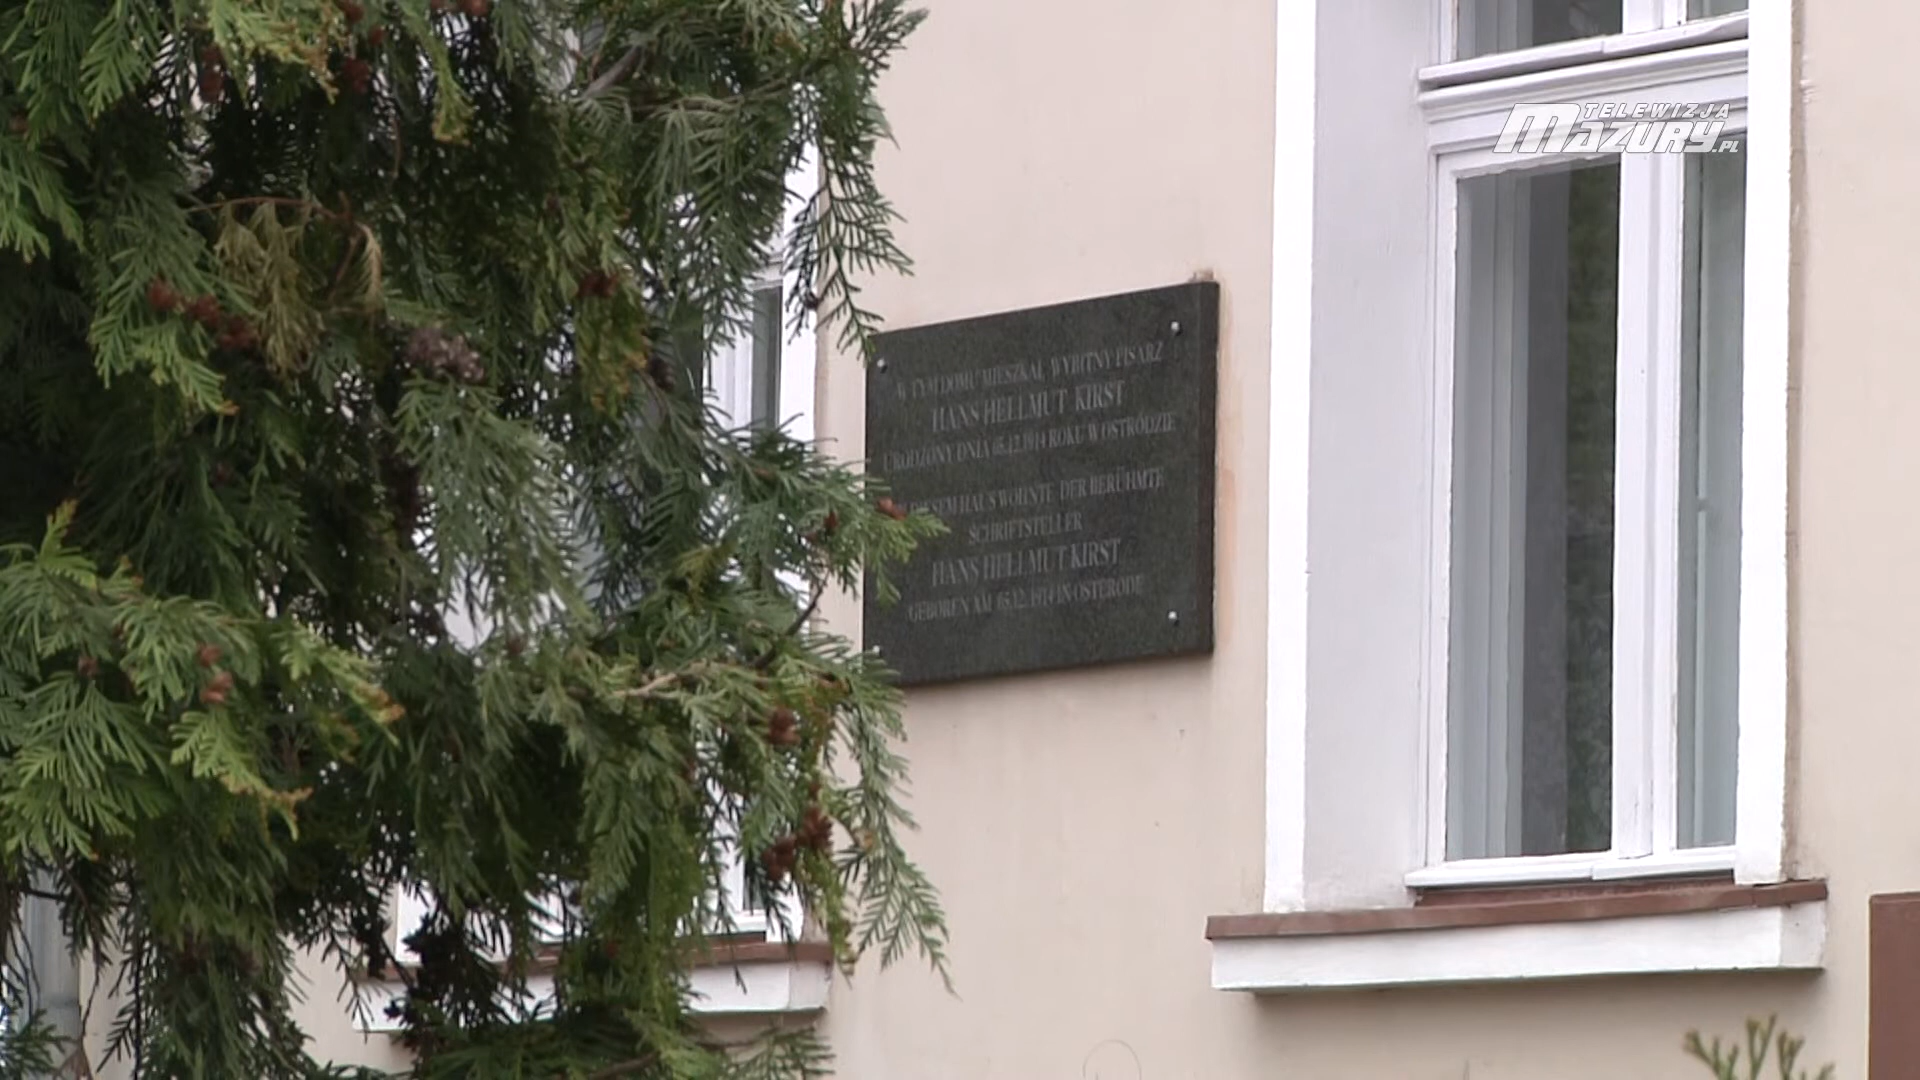 TELEWIZJA
MAZURY.PL
W TYM DOMU MIESZKAŁ WYBITNY PISARZ
HANS HELLMUT KIRST
URODZONY DNIA 05.12.1914 ROKU W OSTRÓDZIE
DIESEM HAUS WOHNTE DER BERÜHMTE
SCHRIFTSTELLER
HANS HELLMUT KIRST
GEBOREN AM 05.12.1914 IN OSTERODE